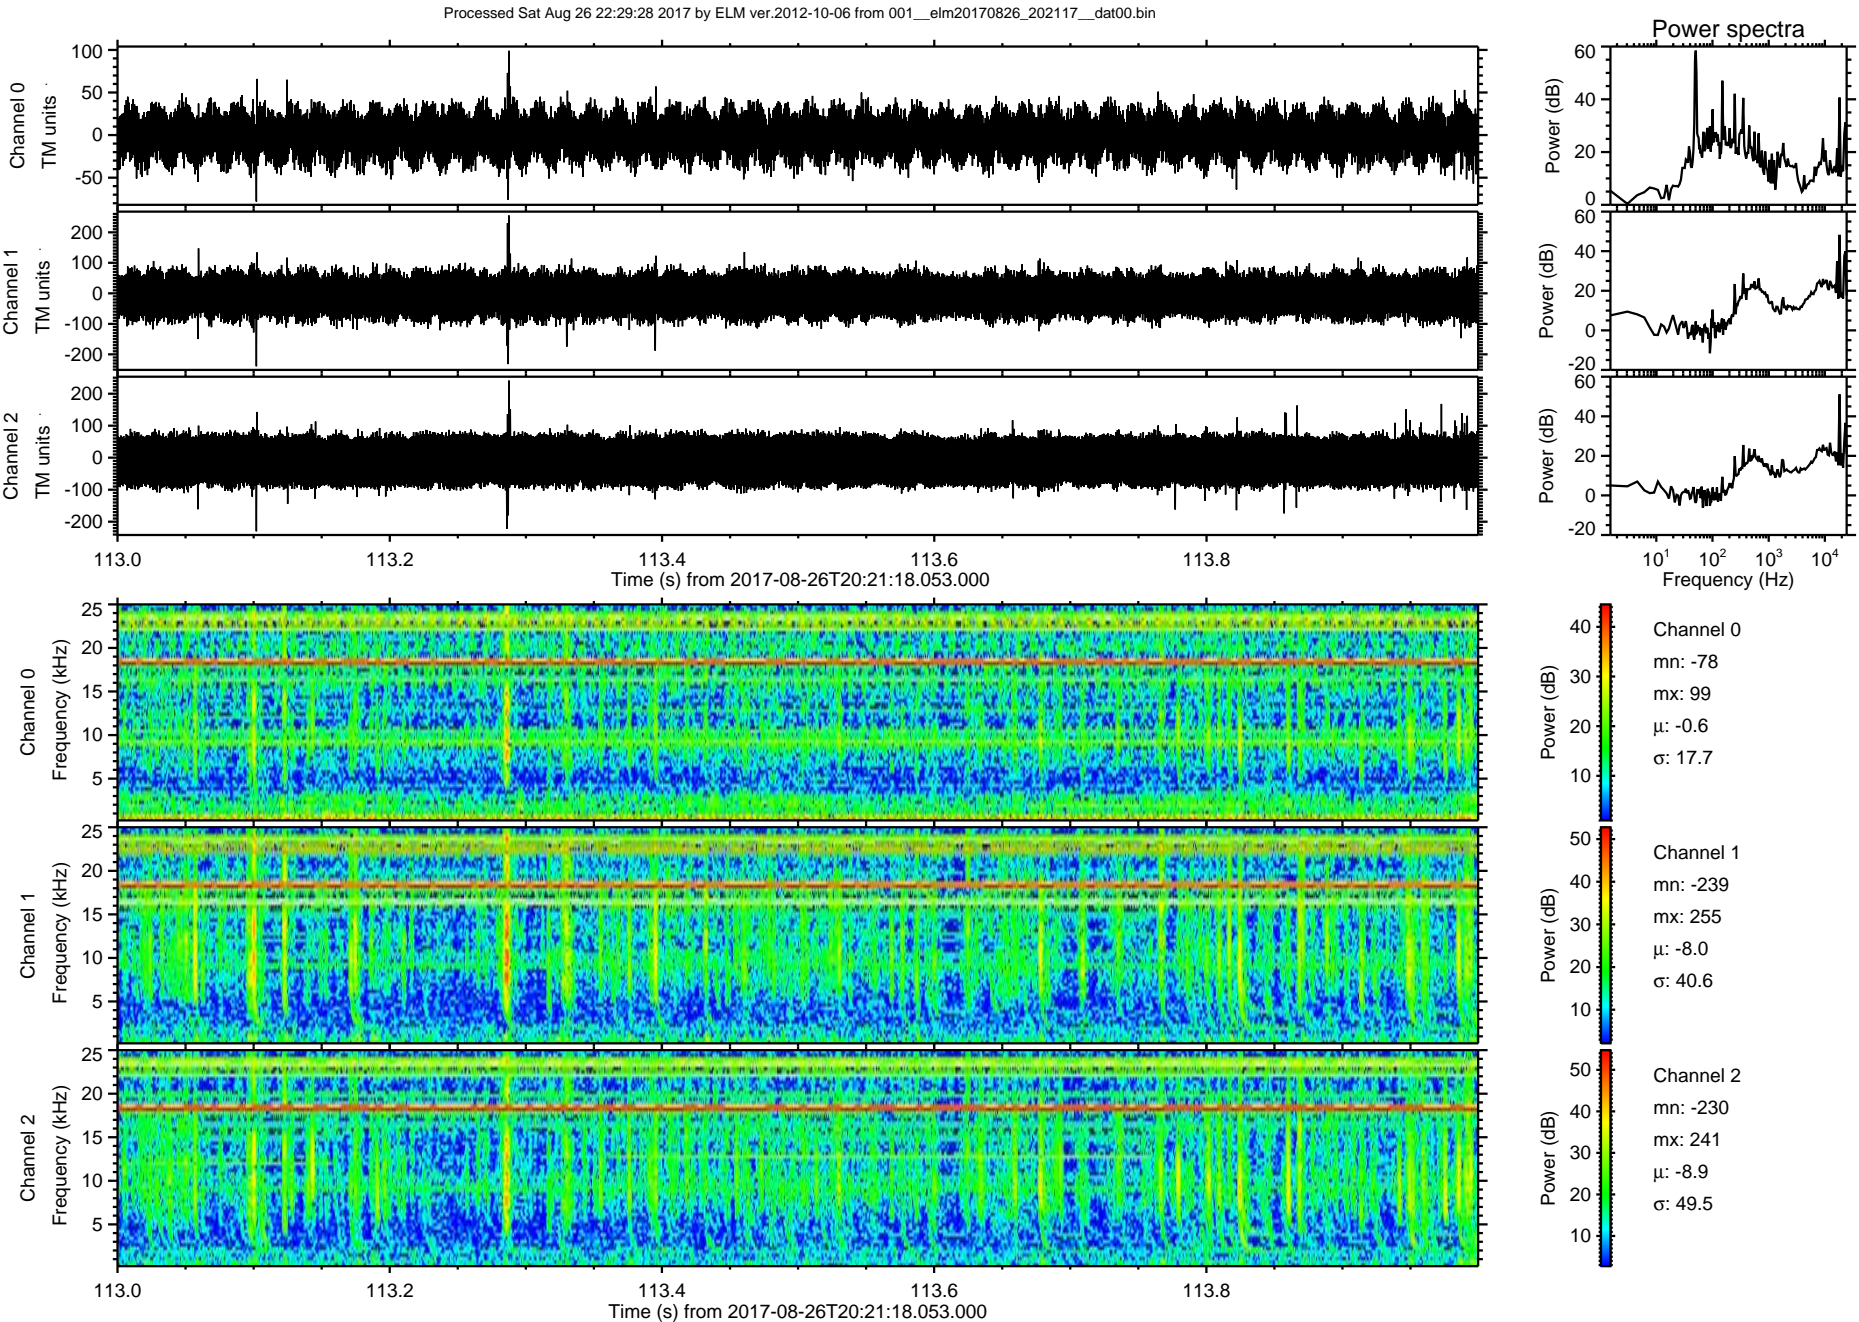 Processed Sat Aug 26 22:29:28 2017 by ELM ver.2012-10-06 from 001__elm20170826_202117__dat00.bin
Power spectra
Channel 0
TM units
100
50
0
-50
Power (dB)
60
40
20
0
Channel 1
TM units
200
100
0
-100
-200
Power (dB)
60
40
20
0
-20
Channel 2
TM units
200
100
0
-100
-200
Power (dB)
60
40
20
0
-20
113.0 113.2 113.4 113.6 113.8
Time (s) from 2017-08-26T20:21:18.053.000
10¹ 10² 10³ 10⁴
Frequency (Hz)
Channel 0
Frequency (kHz)
25
20
15
10
5
Power (dB)
40
30
20
10
Channel 0
mn: -78
mx: 99
μ: -0.6
σ: 17.7
Channel 1
Frequency (kHz)
25
20
15
10
5
Power (dB)
50
40
30
20
10
Channel 1
mn: -239
mx: 255
μ: -8.0
σ: 40.6
Channel 2
Frequency (kHz)
25
20
15
10
5
Power (dB)
50
40
30
20
10
Channel 2
mn: -230
mx: 241
μ: -8.9
σ: 49.5
113.0 113.2 113.4 113.6 113.8
Time (s) from 2017-08-26T20:21:18.053.000